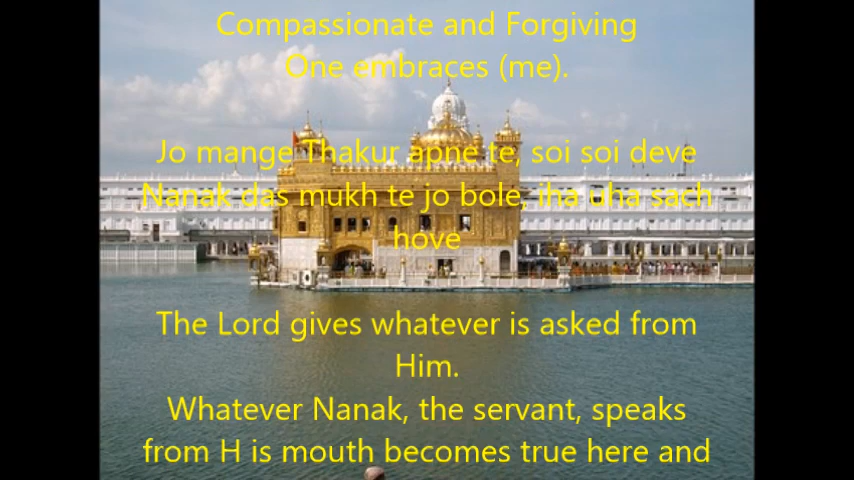 Compassionate and Forgiving
One embraces (me).
Jo mange Thakur apne te, soi soi deve
Nanak das mukh te jo bole, iha uha sach
hove
The Lord gives whatever is asked from
Him.
Whatever Nanak, the servant, speaks
from H is mouth becomes true here and